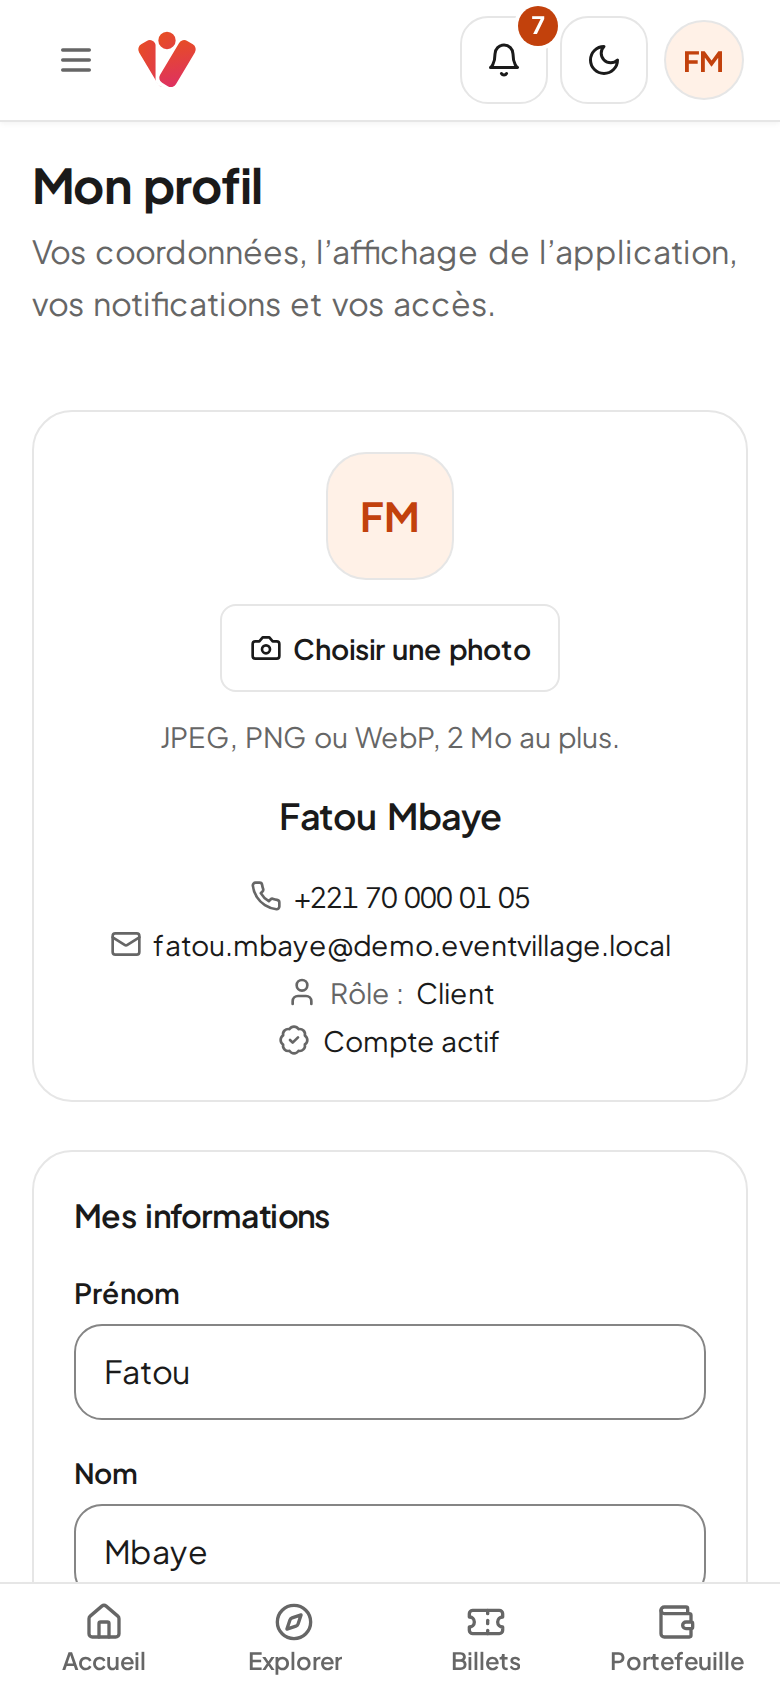 7
FM
Mon profil
Vos coordonnées, l’affichage de l’application,
vos notifications et vos accès.
FM
Choisir une photo
JPEG, PNG ou WebP, 2 Mo au plus.
Fatou Mbaye
+221 70 000 01 05
fatou.mbaye@demo.eventvillage.local
Rôle : Client
Compte actif
Mes informations
Prénom
Fatou
Nom
Mbaye
Accueil
Explorer
Billets
Portefeuille